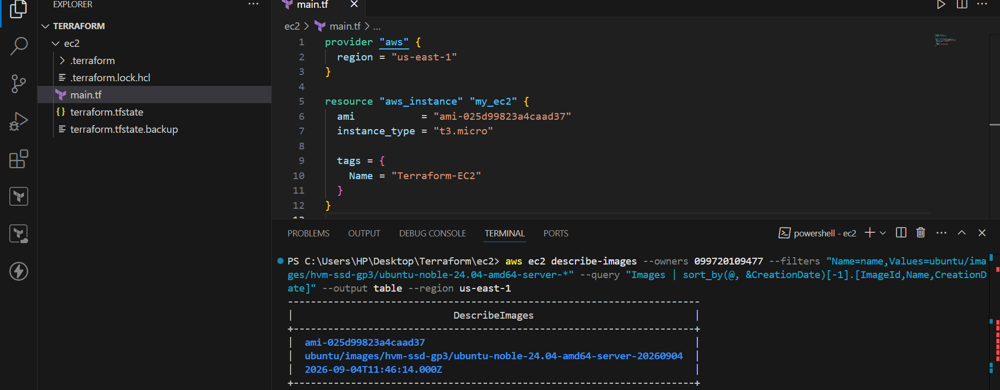 EXPLORER
TERRAFORM
ec2
.terraform
.terraform.lock.hcl
main.tf
terraform.tfstate
terraform.tfstate.backup
main.tf
ec2 > main.tf > ...
1 provider "aws" {
2   region = "us-east-1"
3 }
4
5 resource "aws_instance" "my_ec2" {
6   ami           = "ami-025d99823a4caad37"
7   instance_type = "t3.micro"
8
9   tags = {
10     Name = "Terraform-EC2"
11   }
12 }
13
PROBLEMS OUTPUT DEBUG CONSOLE TERMINAL PORTS powershell - ec2
PS C:\Users\HP\Desktop\Terraform\ec2> aws ec2 describe-images --owners 099720109477 --filters "Name=name,Values=ubuntu/ima
ges/hvm-ssd-gp3/ubuntu-noble-24.04-amd64-server-*" --query "Images | sort_by(@, &CreationDate)[-1].[ImageId,Name,CreationD
ate]" --output table --region us-east-1
------------------------------------------------------------------------
|                            DescribeImages                            |
+----------------------------------------------------------------------+
|  ami-025d99823a4caad37                                               |
|  ubuntu/images/hvm-ssd-gp3/ubuntu-noble-24.04-amd64-server-20260904  |
|  2026-09-04T11:46:14.000Z                                            |
+----------------------------------------------------------------------+